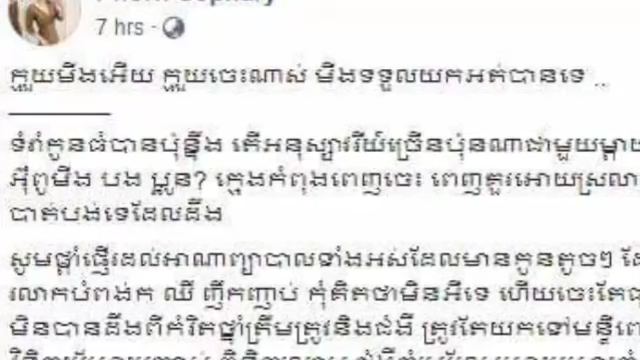 7 hrs ·
ក្មួយមីងអើយ ក្មួយចេះណាស់ មីងទទួលយកអត់បានទេ ..
ទំរាំកូនធំបានប៉ុន្នឹង តើអនុស្សាវរីយ៍ច្រើនប៉ុនណាជាមួយម្តាយ
អ៊ីពូមីង បង ប្អូន? ក្មេងកំពុងពេញចេះ ពេញគួរអោយស្រលា
បាត់បង់ទេដែលដឹង
សូមផ្តាំផ្ញើរដល់អាណាព្យាបាលទាំងអស់ដែលមានកូនតូចៗ ដែ
រលាកបំពង់ក ឈឺ ញឹកញាប់ កុំគិតថាមិនអីទេ ហើយចេះតែ
មិនបានដឹងពីកំរិតថ្នាំត្រឹមត្រូវនិងជំងឺ ត្រូវតែយកទៅមន្ទីរពេ